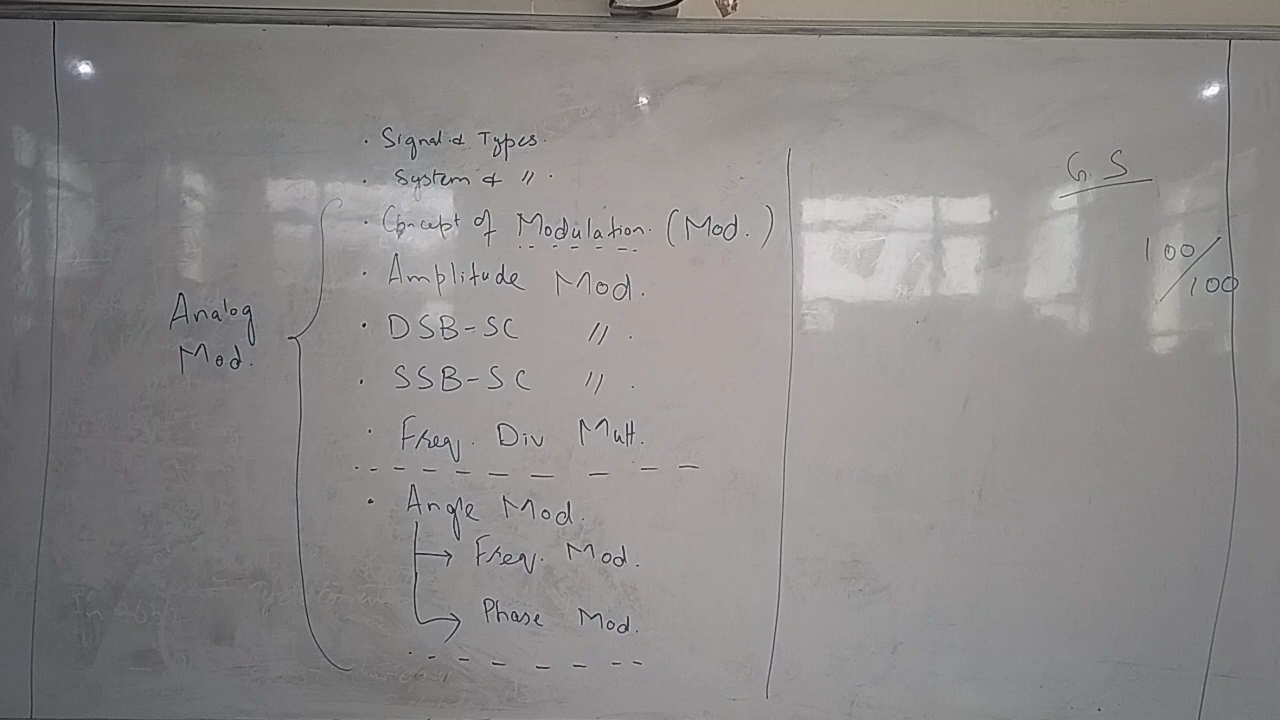 · Signal & Types.
· System & " .
· Concept of Modulation. (Mod.)
· Amplitude Mod.
· DSB-SC " .
· SSB-SC " .
· Freq. Div Mult.
Analog
Mod.
· Angle Mod.
→ Freq. Mod.
→ Phase Mod.
G.S
100/100